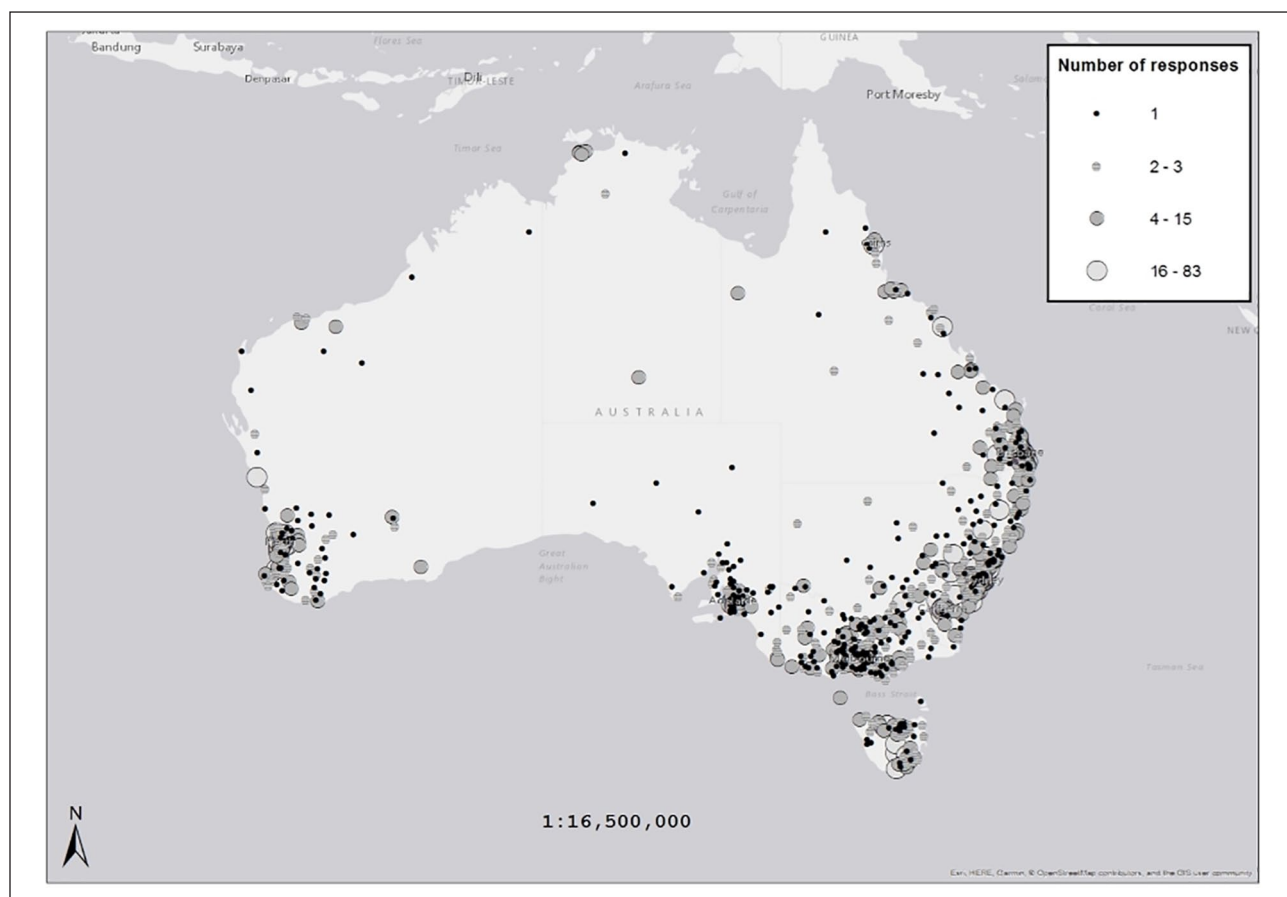 Bandung
Surabaya
Denpasar
Flores Sea
Dili
TIMOR-LESTE
Arafura Sea
GUINEA
Port Moresby
Timor Sea
Gulf of
Carpentaria
Coral Sea
AUSTRALIA
Great
Australian
Bight
Bass Strait
Tasman Sea
Number of responses
1
2 - 3
4 - 15
16 - 83
N
1:16,500,000
Esri, HERE, Garmin, © OpenStreetMap contributors, and the GIS user community